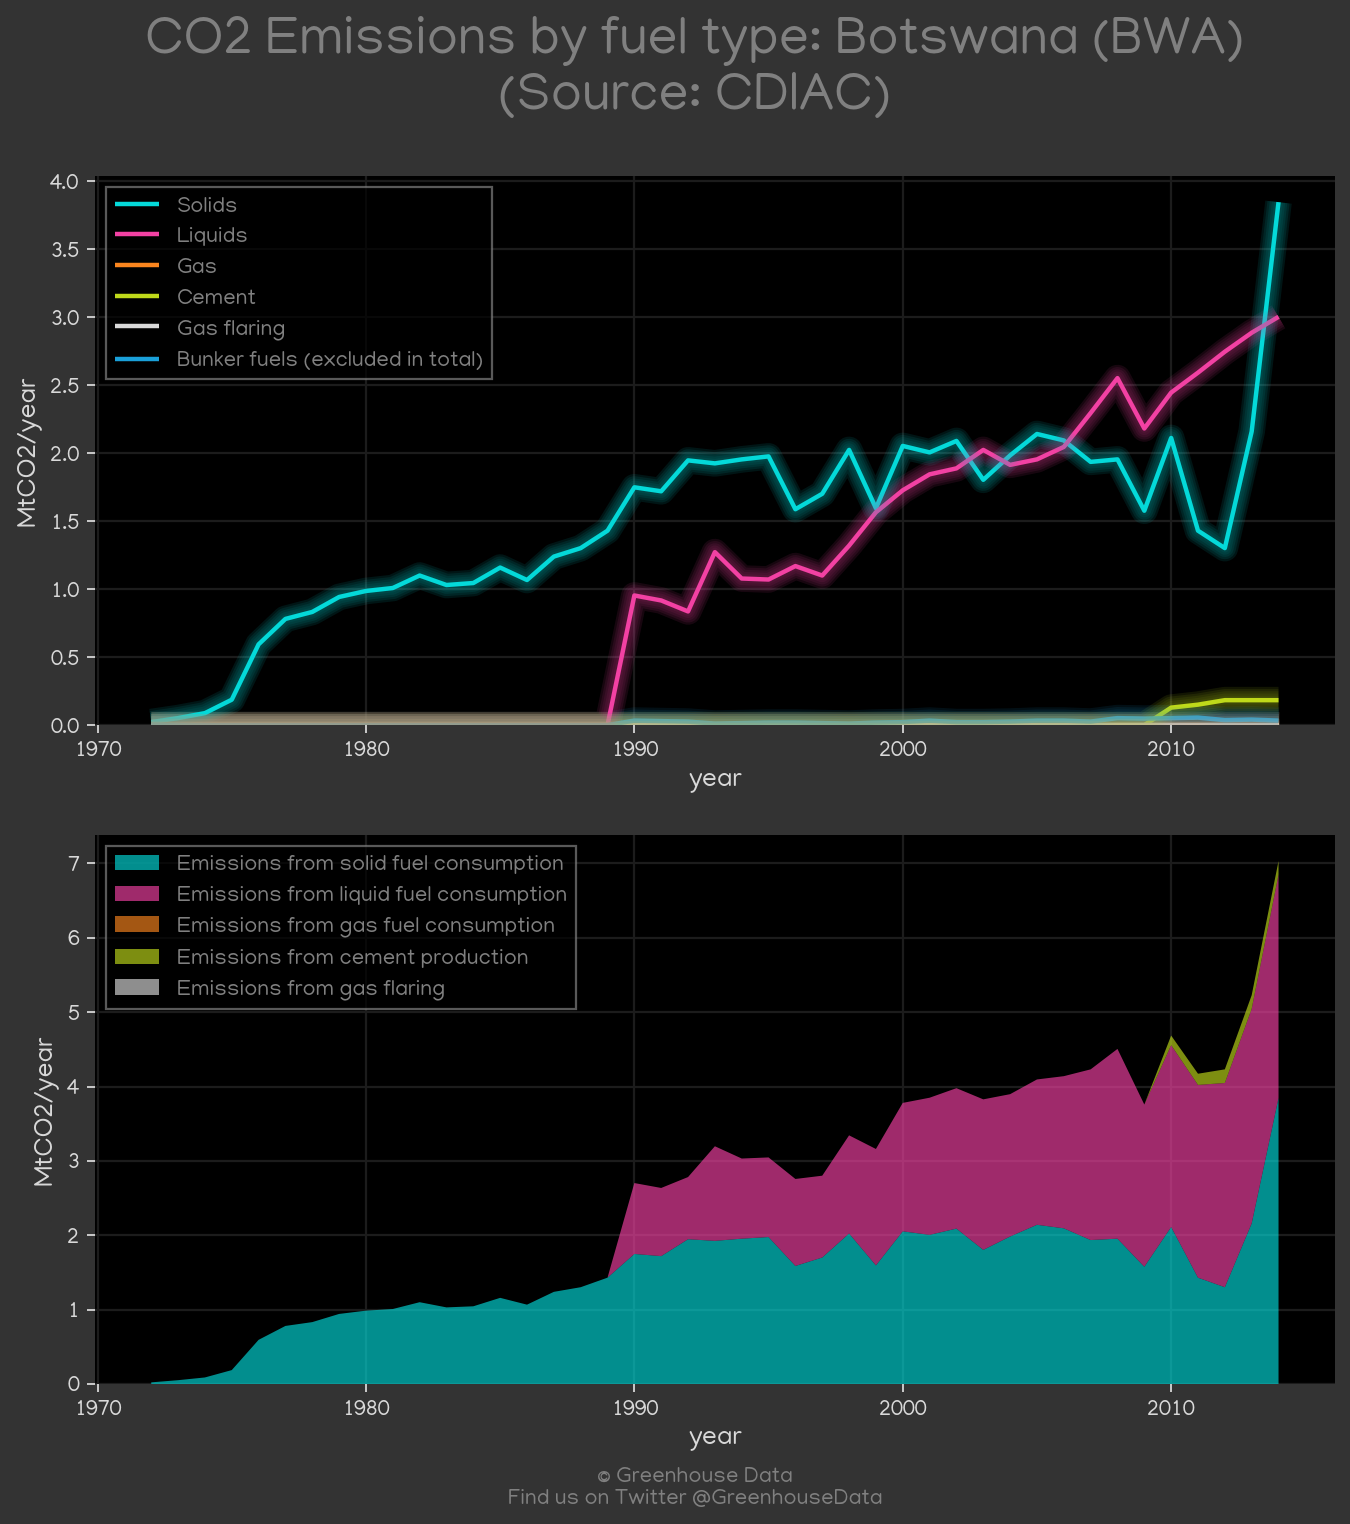 CO2 Emissions by fuel type: Botswana (BWA)
(Source: CDIAC)
MtCO2/year
4.0
3.5
3.0
2.5
2.0
1.5
1.0
0.5
0.0
Solids
Liquids
Gas
Cement
Gas flaring
Bunker fuels (excluded in total)
1970 1980 1990 2000 2010
year
MtCO2/year
7
6
5
4
3
2
1
0
Emissions from solid fuel consumption
Emissions from liquid fuel consumption
Emissions from gas fuel consumption
Emissions from cement production
Emissions from gas flaring
1970 1980 1990 2000 2010
year
© Greenhouse Data
Find us on Twitter @GreenhouseData